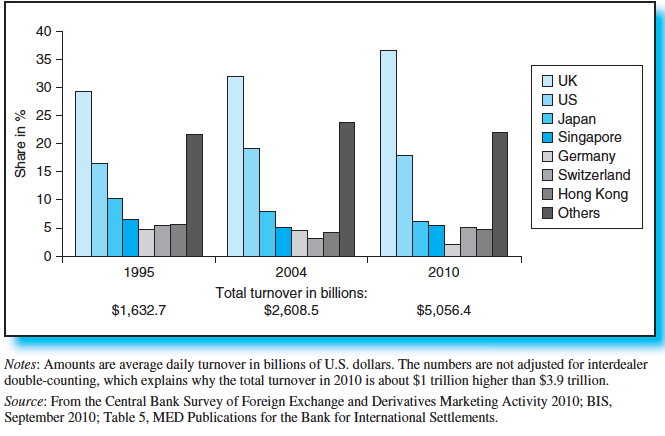 40
35
30
25
20
15
10
5
0
Share in %
UK
US
Japan
Singapore
Germany
Switzerland
Hong Kong
Others
1995 2004 2010
Total turnover in billions:
$1,632.7 $2,608.5 $5,056.4
Notes: Amounts are average daily turnover in billions of U.S. dollars. The numbers are not adjusted for interdealer
double-counting, which explains why the total turnover in 2010 is about $1 trillion higher than $3.9 trillion.
Source: From the Central Bank Survey of Foreign Exchange and Derivatives Marketing Activity 2010; BIS,
September 2010; Table 5, MED Publications for the Bank for International Settlements.